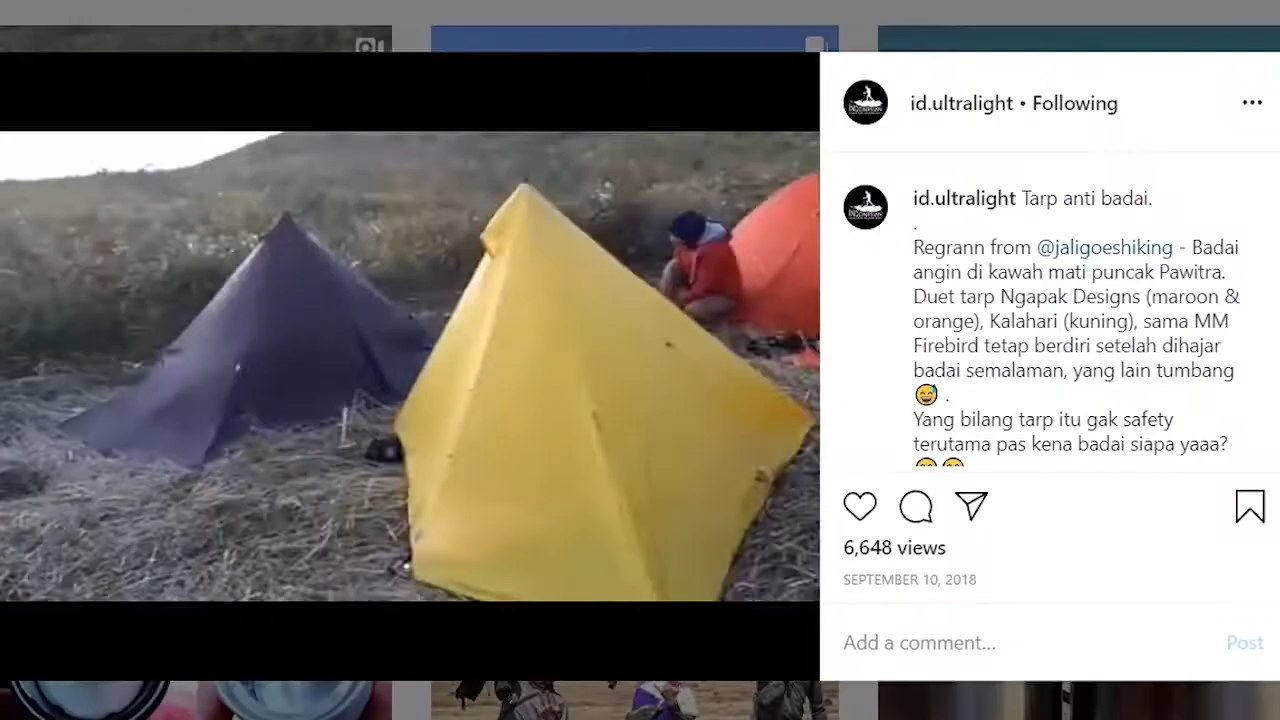 id.ultralight • Following
id.ultralight Tarp anti badai.
.
Regrann from @jaligoeshiking - Badai
angin di kawah mati puncak Pawitra.
Duet tarp Ngapak Designs (maroon &
orange), Kalahari (kuning), sama MM
Firebird tetap berdiri setelah dihajar
badai semalaman, yang lain tumbang
😅 .
Yang bilang tarp itu gak safety
terutama pas kena badai siapa yaaa?
6,648 views
SEPTEMBER 10, 2018
Add a comment...
Post